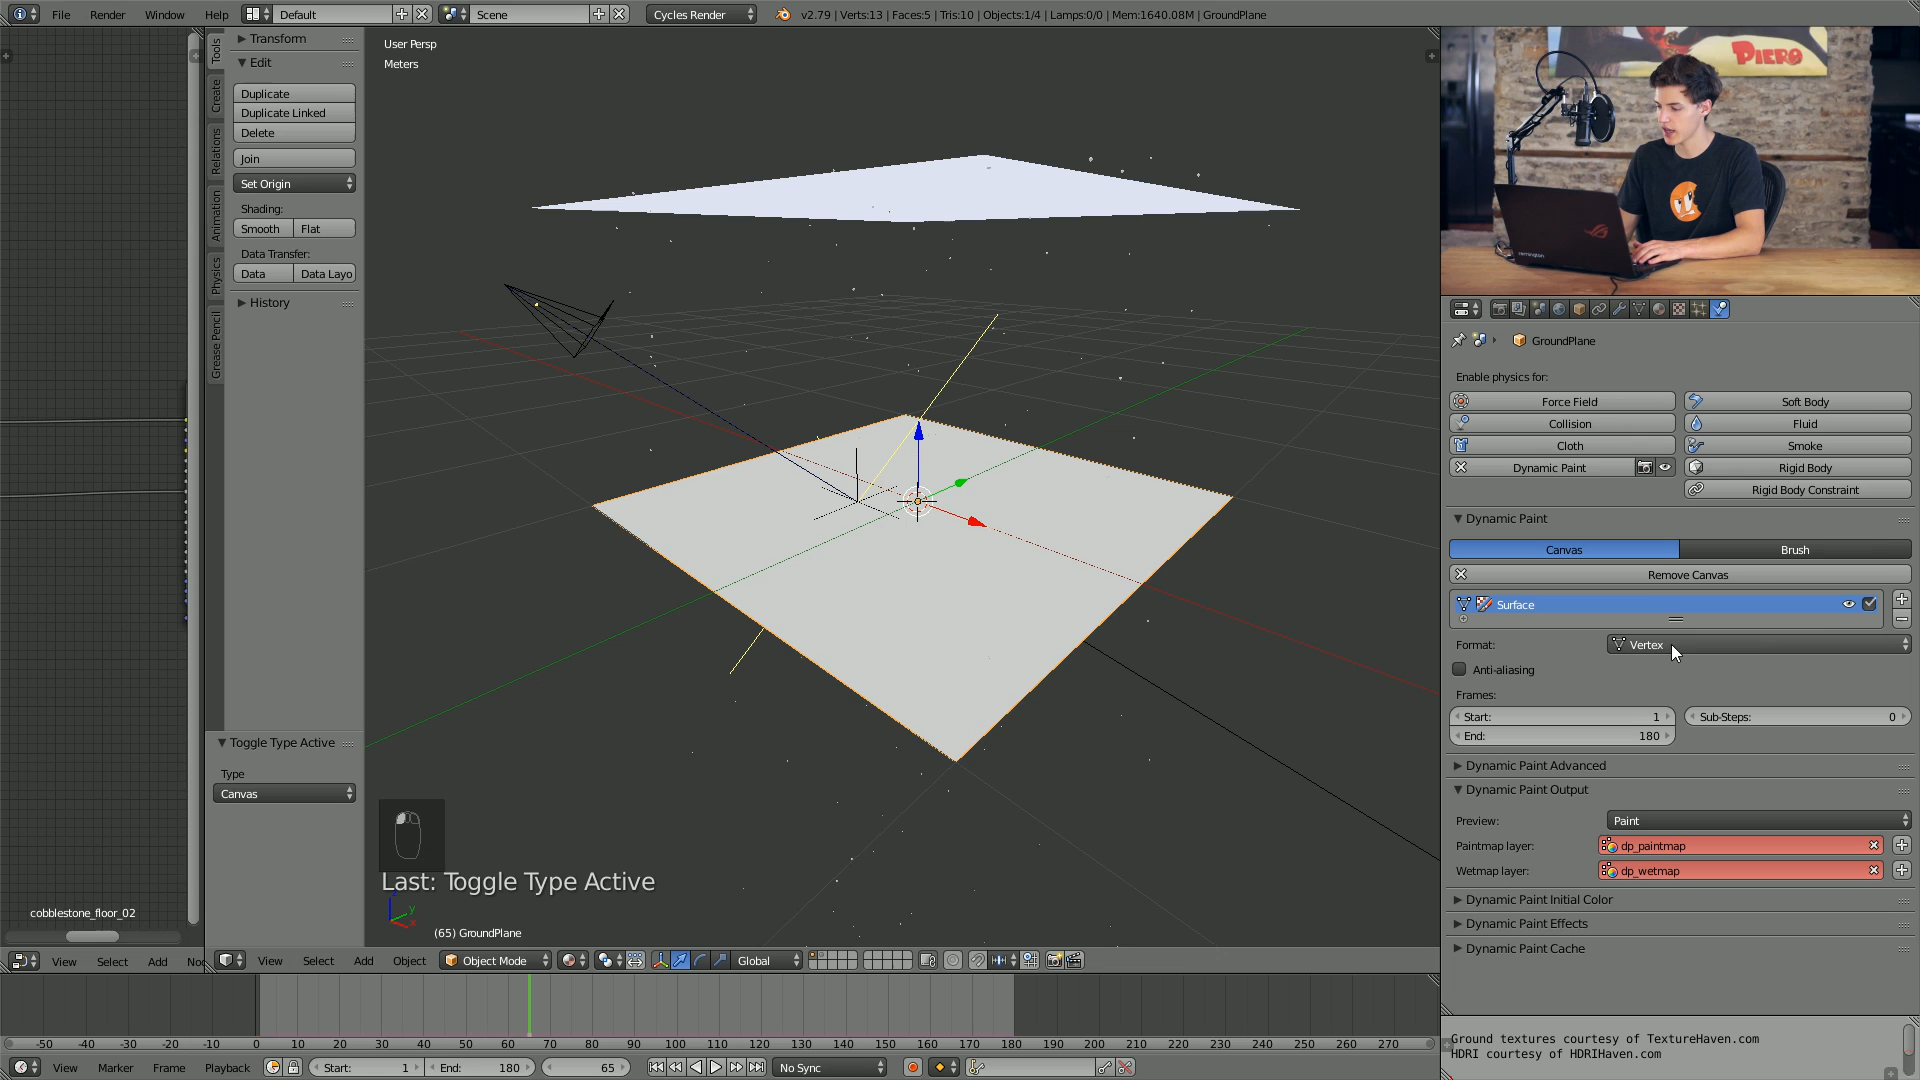 File Render Window Help Default Scene Cycles Render v2.79 | Verts:13 | Faces:5 | Tris:10 | Objects:1/4 | Lamps:0/0 | Mem:1640.08M | GroundPlane
Tools
Create
Relations
Animation
Physics
Grease Pencil
Transform
Edit
Duplicate
Duplicate Linked
Delete
Join
Set Origin
Shading:
Smooth Flat
Data Transfer:
Data Data Layo
History
Toggle Type Active
Type
Canvas
cobblestone_floor_02
User Persp
Meters
Last: Toggle Type Active
(65) GroundPlane
PIERO
GroundPlane
Enable physics for:
Force Field Soft Body
Collision Fluid
Cloth Smoke
Dynamic Paint Rigid Body
Rigid Body Constraint
Dynamic Paint
Canvas Brush
Remove Canvas
Surface
Format: Vertex
Anti-aliasing
Frames:
Start: 1 Sub-Steps: 0
End: 180
Dynamic Paint Advanced
Dynamic Paint Output
Preview: Paint
Paintmap layer: dp_paintmap
Wetmap layer: dp_wetmap
Dynamic Paint Initial Color
Dynamic Paint Effects
Dynamic Paint Cache
View Select Add No
View Select Add Object Object Mode Global
-50 -40 -30 -20 -10 0 10 20 30 40 50 60 70 80 90 100 110 120 130 140 150 160 170 180 190 200 210 220 230 240 250 260 270
View Marker Frame Playback Start: 1 End: 180 65 No Sync
Ground textures courtesy of TextureHaven.com
HDRI courtesy of HDRIHaven.com